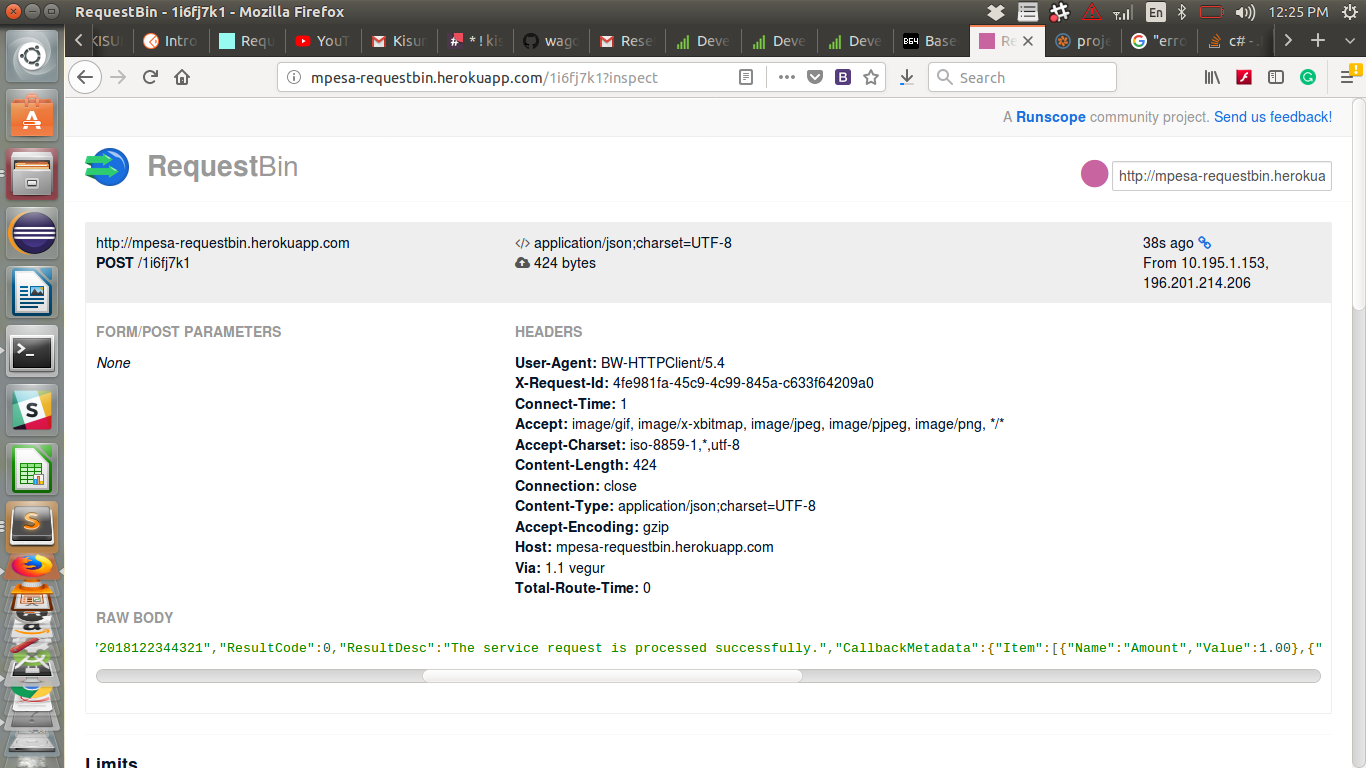 RequestBin - 1i6fj7k1 - Mozilla Firefox
En
12:25 PM
KISU
Intro
Requ
YouT
Kisur
*!kis
wago
Rese
Deve
Deve
Deve
B64 Base
Re
proje
"erro
c# - .
mpesa-requestbin.herokuapp.com/1i6fj7k1?inspect
B
Search
A Runscope community project. Send us feedback!
RequestBin
http://mpesa-requestbin.herokua
http://mpesa-requestbin.herokuapp.com
POST /1i6fj7k1
application/json;charset=UTF-8
424 bytes
38s ago
From 10.195.1.153,
196.201.214.206
FORM/POST PARAMETERS
None
HEADERS
User-Agent: BW-HTTPClient/5.4
X-Request-Id: 4fe981fa-45c9-4c99-845a-c633f64209a0
Connect-Time: 1
Accept: image/gif, image/x-xbitmap, image/jpeg, image/pjpeg, image/png, */*
Accept-Charset: iso-8859-1,*,utf-8
Content-Length: 424
Connection: close
Content-Type: application/json;charset=UTF-8
Accept-Encoding: gzip
Host: mpesa-requestbin.herokuapp.com
Via: 1.1 vegur
Total-Route-Time: 0
RAW BODY
2018122344321","ResultCode":0,"ResultDesc":"The service request is processed successfully.","CallbackMetadata":{"Item":[{"Name":"Amount","Value":1.00},{"
Limits